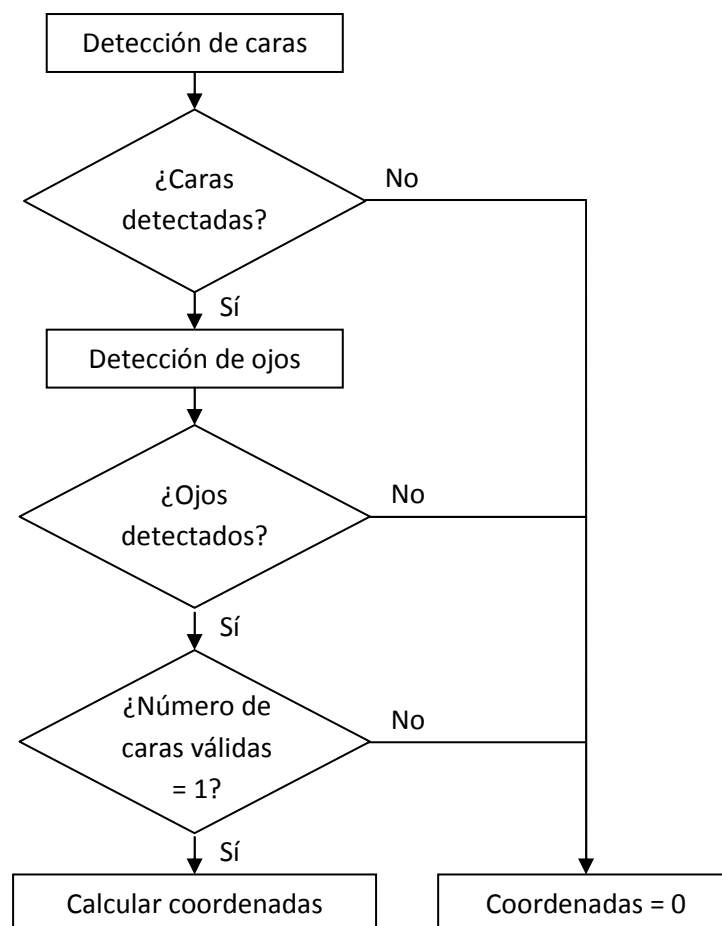 Detección de caras
¿Caras
detectadas?
No
Sí
Detección de ojos
¿Ojos
detectados?
No
Sí
¿Número de
caras válidas
= 1?
No
Sí
Calcular coordenadas
Coordenadas = 0